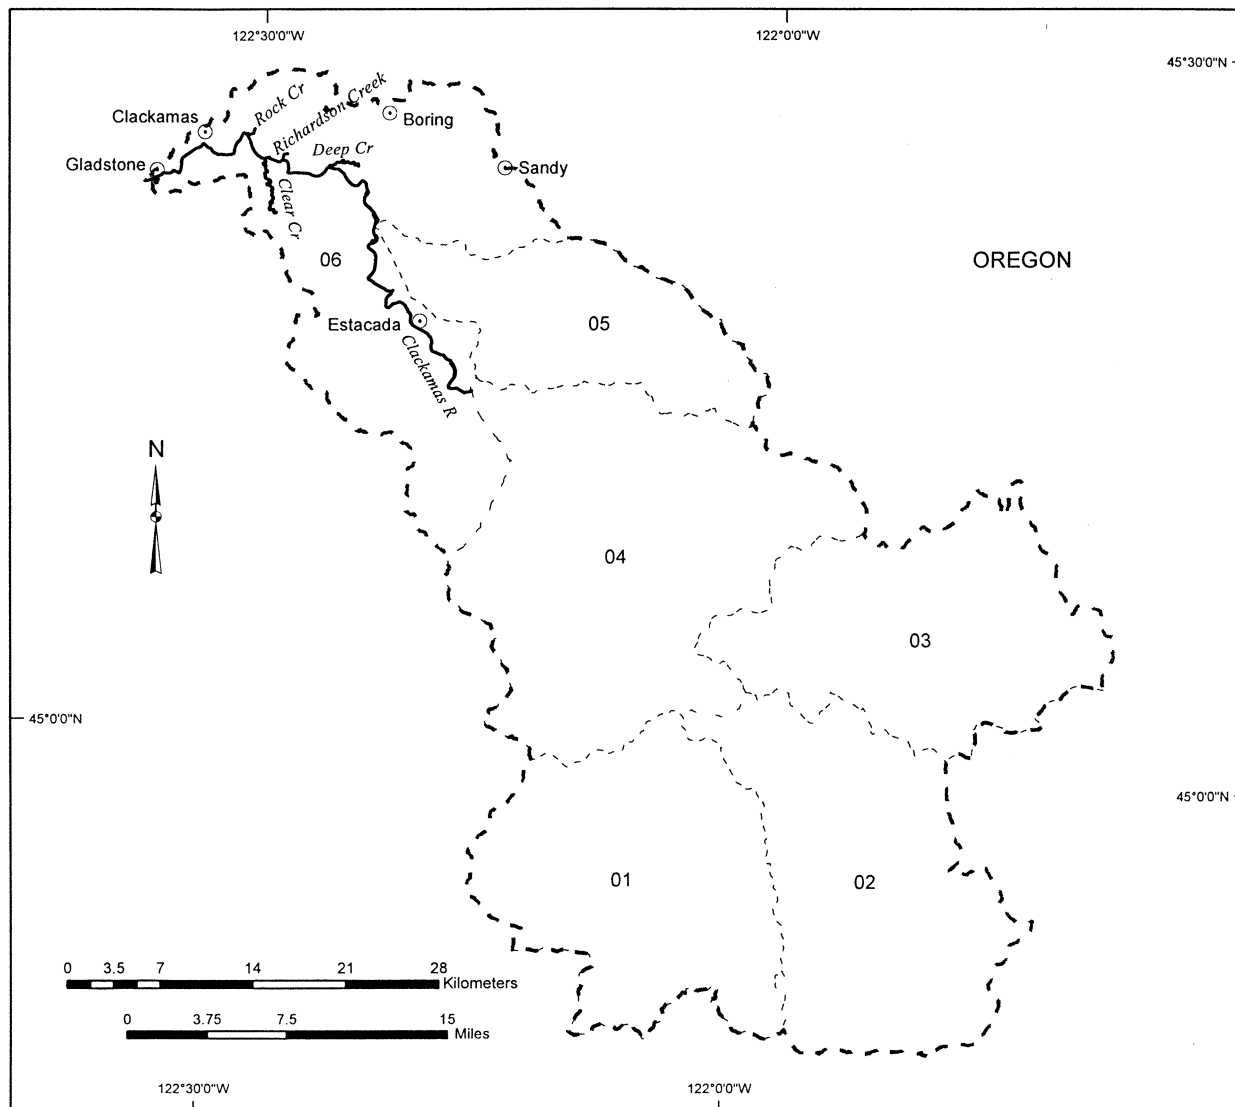 122°30'0"W
122°0'0"W
45°30'0"N
Clackamas
Rock Cr
Richardson Creek
Boring
Gladstone
Deep Cr
Sandy
Clear Cr
06
OREGON
05
Estacada
Clackamas R
N
04
03
45°0'0"N
45°0'0"N
01
02
0 3.5 7 14 21 28
Kilometers
0 3.75 7.5 15
Miles
122°30'0"W
122°0'0"W